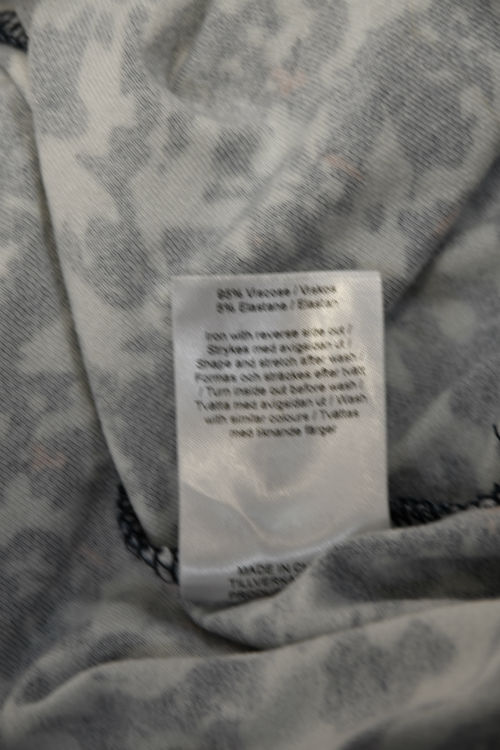 95% Viscose / Viskos
5% Elastane / Elastan
Iron with reverse side out /
Strykes med avigsidan ut /
Shape and stretch after wash /
Formas och sträckes efter tvätt
/ Turn inside out before wash /
Tvätta med avigsidan ut / Wash
with similar colours / Tvättas
med liknande färger
MADE IN